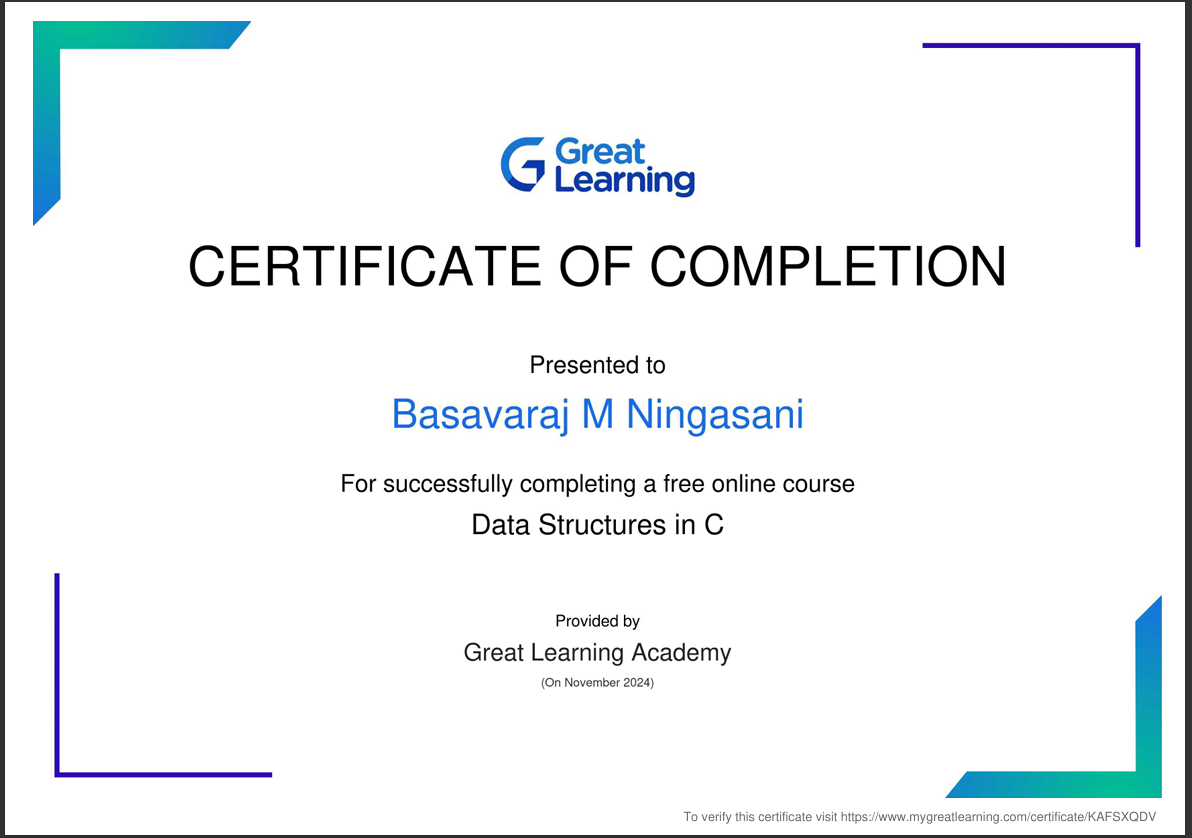 Great
Learning
CERTIFICATE OF COMPLETION
Presented to
Basavaraj M Ningasani
For successfully completing a free online course
Data Structures in C
Provided by
Great Learning Academy
(On November 2024)
To verify this certificate visit https://www.mygreatlearning.com/certificate/KAFSXQDV